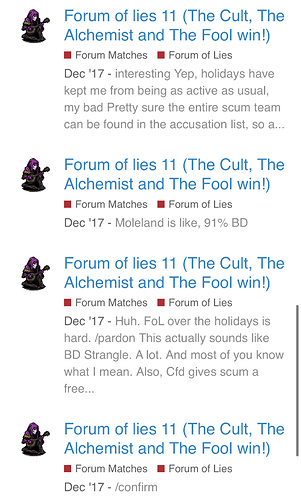 Forum of lies 11 (The Cult, The
Alchemist and The Fool win!)
Forum Matches Forum of Lies
Dec '17 - interesting Yep, holidays have
kept me from being as active as usual,
my bad Pretty sure the entire scum team
can be found in the accusation list, so a...
Forum of lies 11 (The Cult, The
Alchemist and The Fool win!)
Forum Matches Forum of Lies
Dec '17 - Moleland is like, 91% BD
Forum of lies 11 (The Cult, The
Alchemist and The Fool win!)
Forum Matches Forum of Lies
Dec '17 - Huh. FoL over the holidays is
hard. /pardon This actually sounds like
BD Strangle. A lot. And most of you know
what I mean. Also, Cfd gives scum a
free...
Forum of lies 11 (The Cult, The
Alchemist and The Fool win!)
Forum Matches Forum of Lies
Dec '17 - /confirm